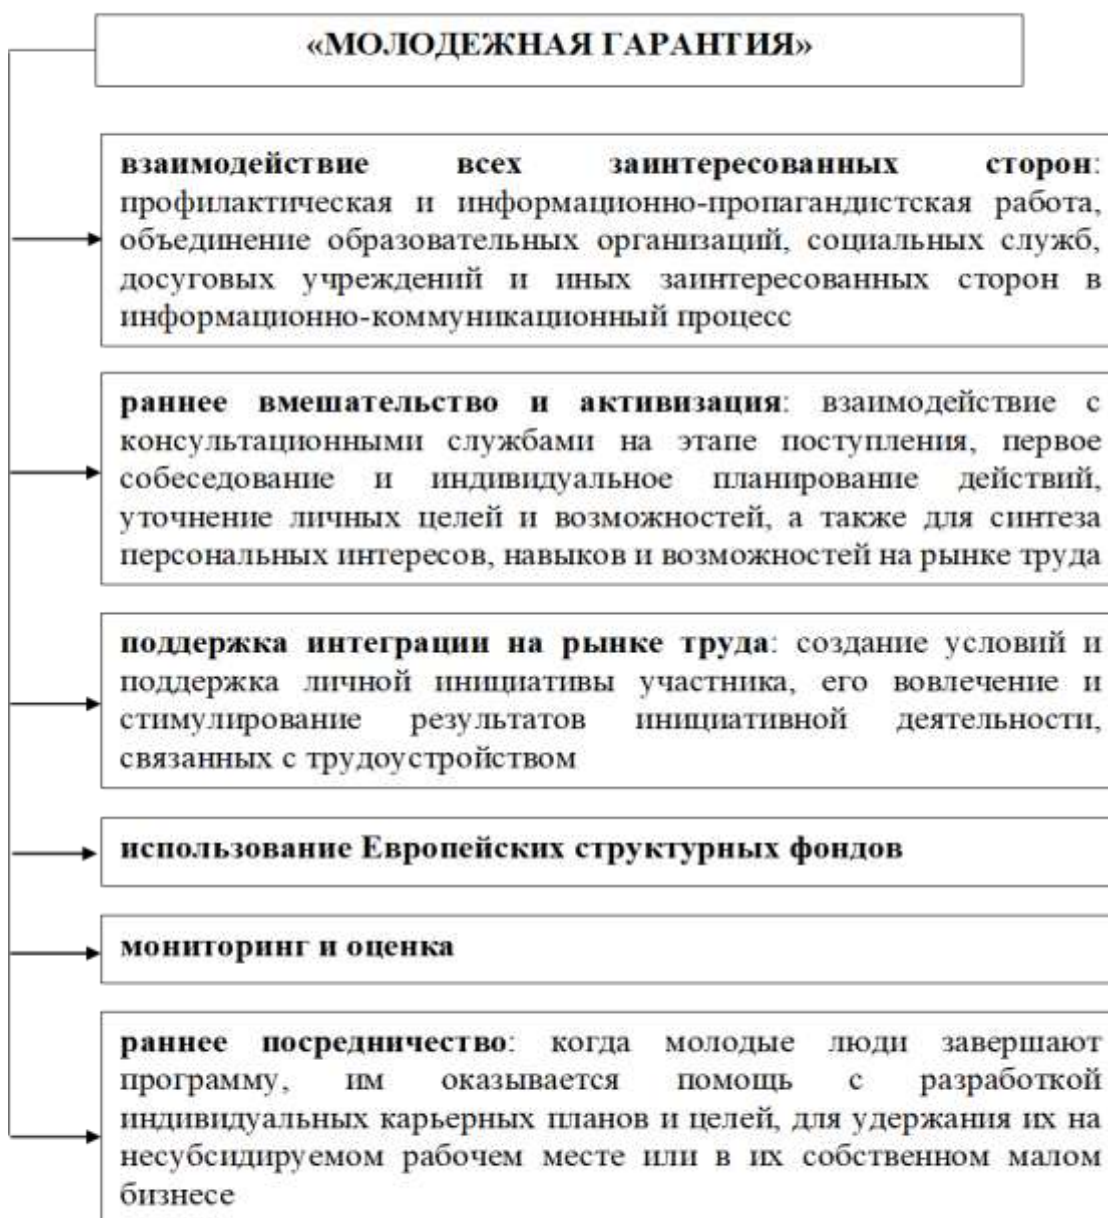 «МОЛОДЕЖНАЯ ГАРАНТИЯ»
взаимодействие всех заинтересованных сторон:
профилактическая и информационно-пропагандистская работа,
объединение образовательных организаций, социальных служб,
досуговых учреждений и иных заинтересованных сторон в
информационно-коммуникационный процесс
раннее вмешательство и активизация: взаимодействие с
консультационными службами на этапе поступления, первое
собеседование и индивидуальное планирование действий,
уточнение личных целей и возможностей, а также для синтеза
персональных интересов, навыков и возможностей на рынке труда
поддержка интеграции на рынке труда: создание условий и
поддержка личной инициативы участника, его вовлечение и
стимулирование результатов инициативной деятельности,
связанных с трудоустройством
использование Европейских структурных фондов
мониторинг и оценка
раннее посредничество: когда молодые люди завершают
программу, им оказывается помощь с разработкой
индивидуальных карьерных планов и целей, для удержания их на
несубсидируемом рабочем месте или в их собственном малом
бизнесе